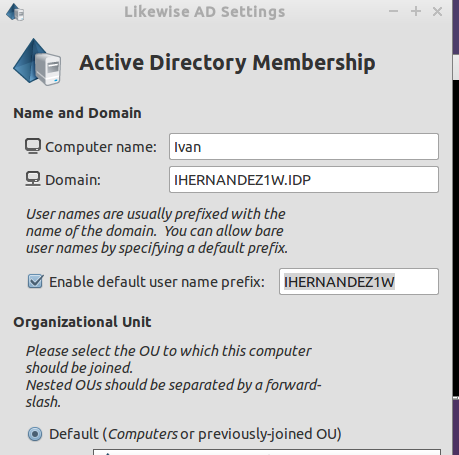 Likewise AD Settings
Active Directory Membership
Name and Domain
Computer name: Ivan
Domain: IHERNANDEZ1W.IDP
User names are usually prefixed with the
name of the domain.  You can allow bare
user names by specifying a default prefix.
Enable default user name prefix: IHERNANDEZ1W
Organizational Unit
Please select the OU to which this computer
should be joined.
Nested OUs should be separated by a forward-
slash.
Default (Computers or previously-joined OU)